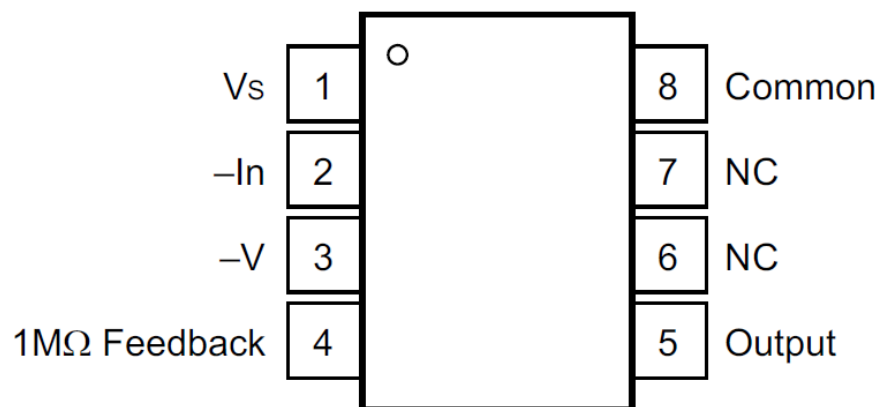 Vs 1 8 Common
–In 2 7 NC
–V 3 6 NC
1MΩ Feedback 4 5 Output